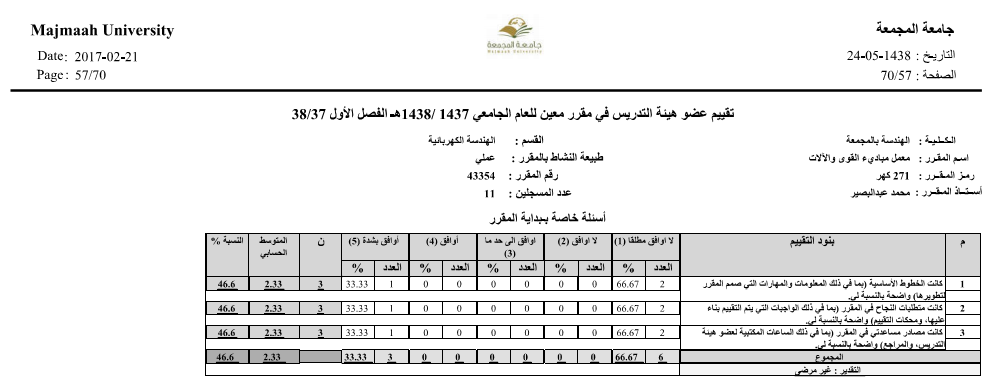 Majmaah University
جامعة المجمعة
Date: 2017-02-21
التاريخ : 24-05-1438
Page: 57/70
الصفحة : 70/57
جامعة المجمعة
Majmaah University
تقييم عضو هيئة التدريس في مقرر معين للعام الجامعي 1437 /1438هـ الفصل الأول 38/37
الكلية : الهندسة بالمجمعة القسم : الهندسة الكهربائية
اسم المقرر : معمل مباديء القوى والآلات طبيعة النشاط بالمقرر : عملي
رمز المقرر : 271 كهر رقم المقرر : 43354
أستاذ المقرر : محمد عبدالبصير عدد المسجلين : 11
أسئلة خاصة ببداية المقرر
م بنود التقييم لا اوافق مطلقا (1) لا اوافق (2) اوافق الى حد ما (3) أوافق (4) أوافق بشدة (5) ن المتوسط الحسابي النسبة %
العدد % العدد % العدد % العدد % العدد %
1 كانت الخطوط الأساسية (بما في ذلك المعلومات والمهارات التي صمم المقرر لتطويرها) واضحة بالنسبة لي. 2 66.67 0 0 0 0 0 0 1 33.33 3 2.33 46.6
2 كانت متطلبات النجاح في المقرر (بما في ذلك الواجبات التي يتم التقييم بناء عليها، ومحكات التقييم) واضحة بالنسبة لي. 2 66.67 0 0 0 0 0 0 1 33.33 3 2.33 46.6
3 كانت مصادر مساعدتي في المقرر (بما في ذلك الساعات المكتبية لعضو هيئة التدريس، والمراجع) واضحة بالنسبة لي. 2 66.67 0 0 0 0 0 0 1 33.33 3 2.33 46.6
المجموع 6 66.67 0 0 0 0 0 0 3 33.33 2.33 46.6
التقدير : غير مرضي